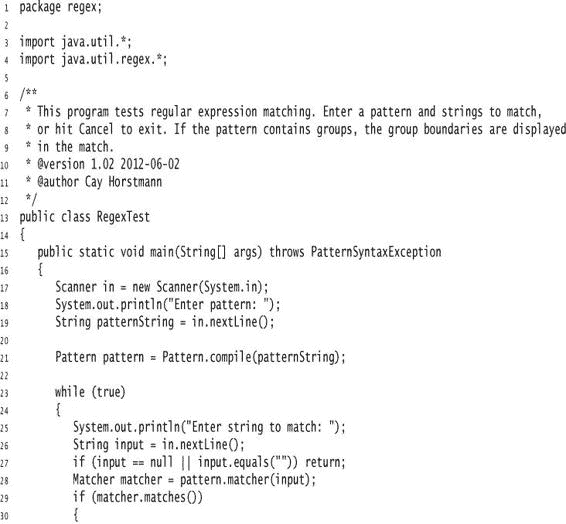 1 package regex;
2
3 import java.util.*;
4 import java.util.regex.*;
5
6 /**
7  * This program tests regular expression matching. Enter a pattern and strings to match,
8  * or hit Cancel to exit. If the pattern contains groups, the group boundaries are displayed
9  * in the match.
10  * @version 1.02 2012-06-02
11  * @author Cay Horstmann
12  */
13 public class RegexTest
14 {
15    public static void main(String[] args) throws PatternSyntaxException
16    {
17       Scanner in = new Scanner(System.in);
18       System.out.println("Enter pattern: ");
19       String patternString = in.nextLine();
20
21       Pattern pattern = Pattern.compile(patternString);
22
23       while (true)
24       {
25          System.out.println("Enter string to match: ");
26          String input = in.nextLine();
27          if (input == null || input.equals("")) return;
28          Matcher matcher = pattern.matcher(input);
29          if (matcher.matches())
30          {